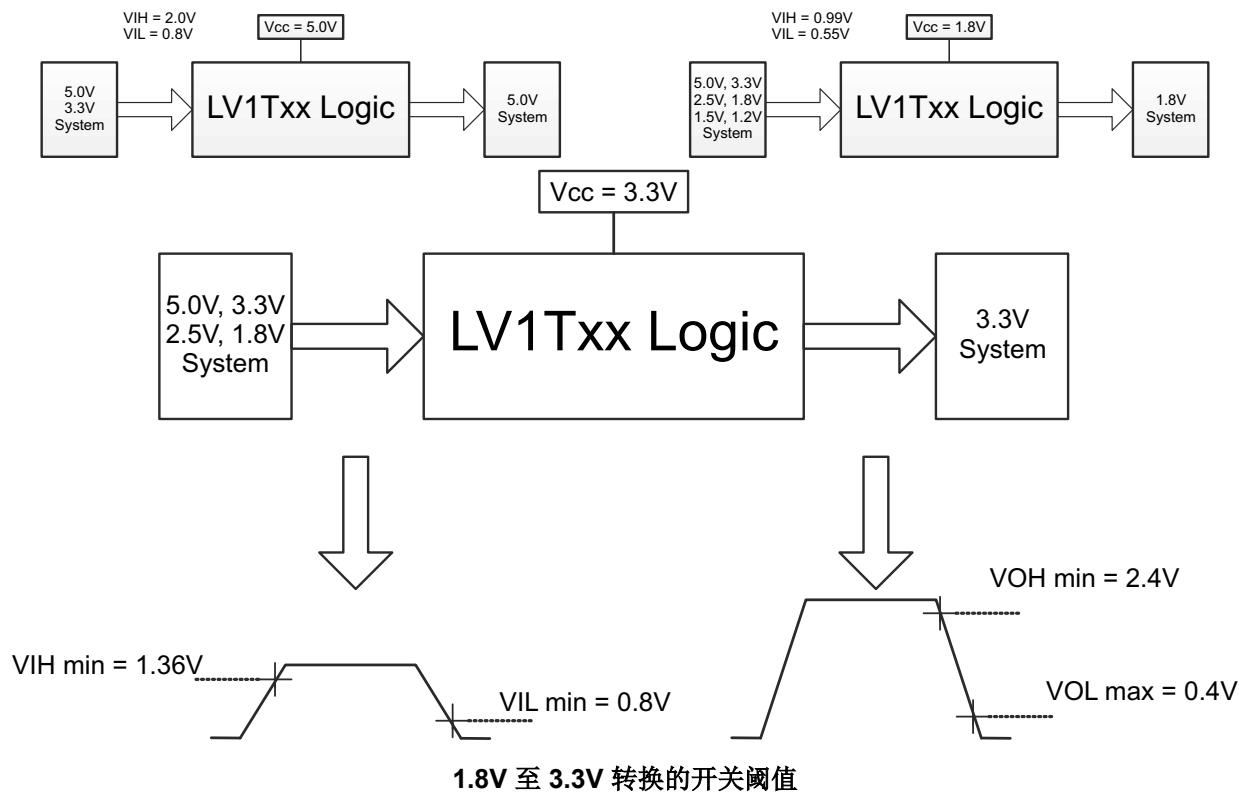 VIH = 2.0V
VIL = 0.8V
Vcc = 5.0V
5.0V
3.3V
System
LV1Txx Logic
5.0V
System
VIH = 0.99V
VIL = 0.55V
Vcc = 1.8V
5.0V, 3.3V
2.5V, 1.8V
1.5V, 1.2V
System
LV1Txx Logic
1.8V
System
Vcc = 3.3V
5.0V, 3.3V
2.5V, 1.8V
System
LV1Txx Logic
3.3V
System
VIH min = 1.36V
VIL min = 0.8V
VOH min = 2.4V
VOL max = 0.4V
1.8V 至 3.3V 转换的开关阈值